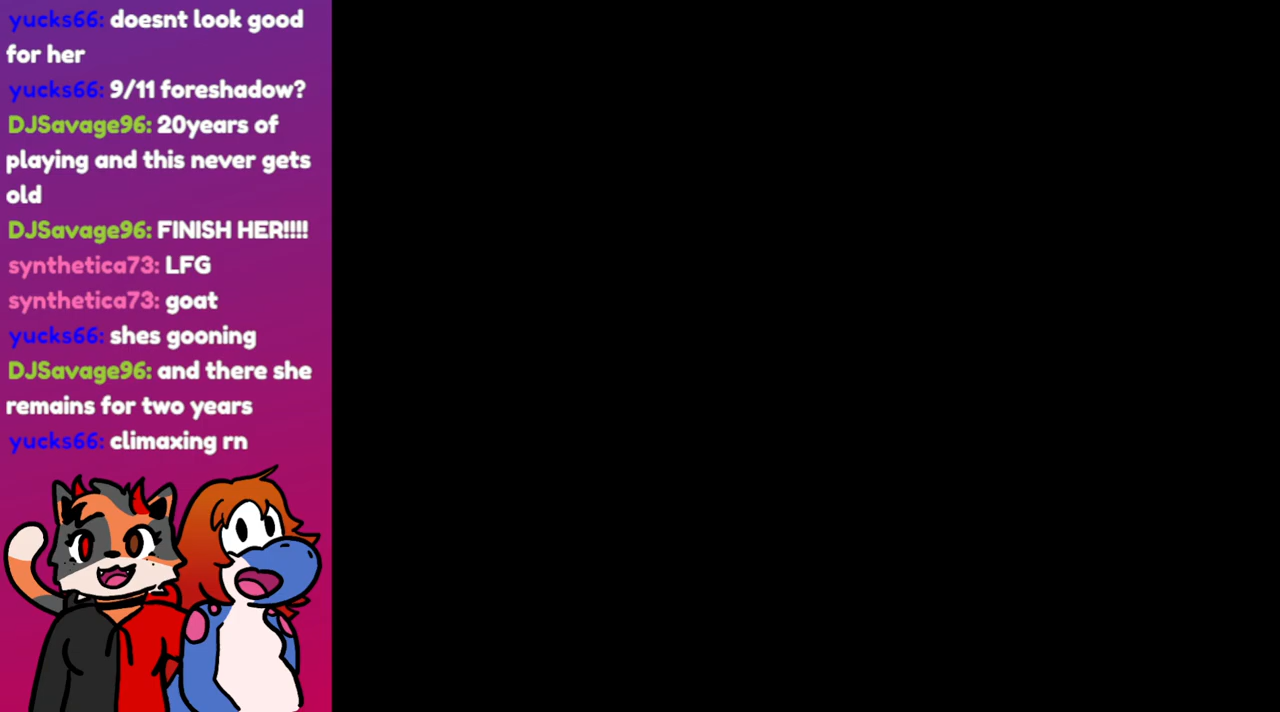 yucks66: doesnt look good
for her
yucks66: 9/11 foreshadow?
DJSavage96: 20years of
playing and this never gets
old
DJSavage96: FINISH HER!!!!
synthetica73: LFG
synthetica73: goat
yucks66: shes gooning
DJSavage96: and there she
remains for two years
yucks66: climaxing rn